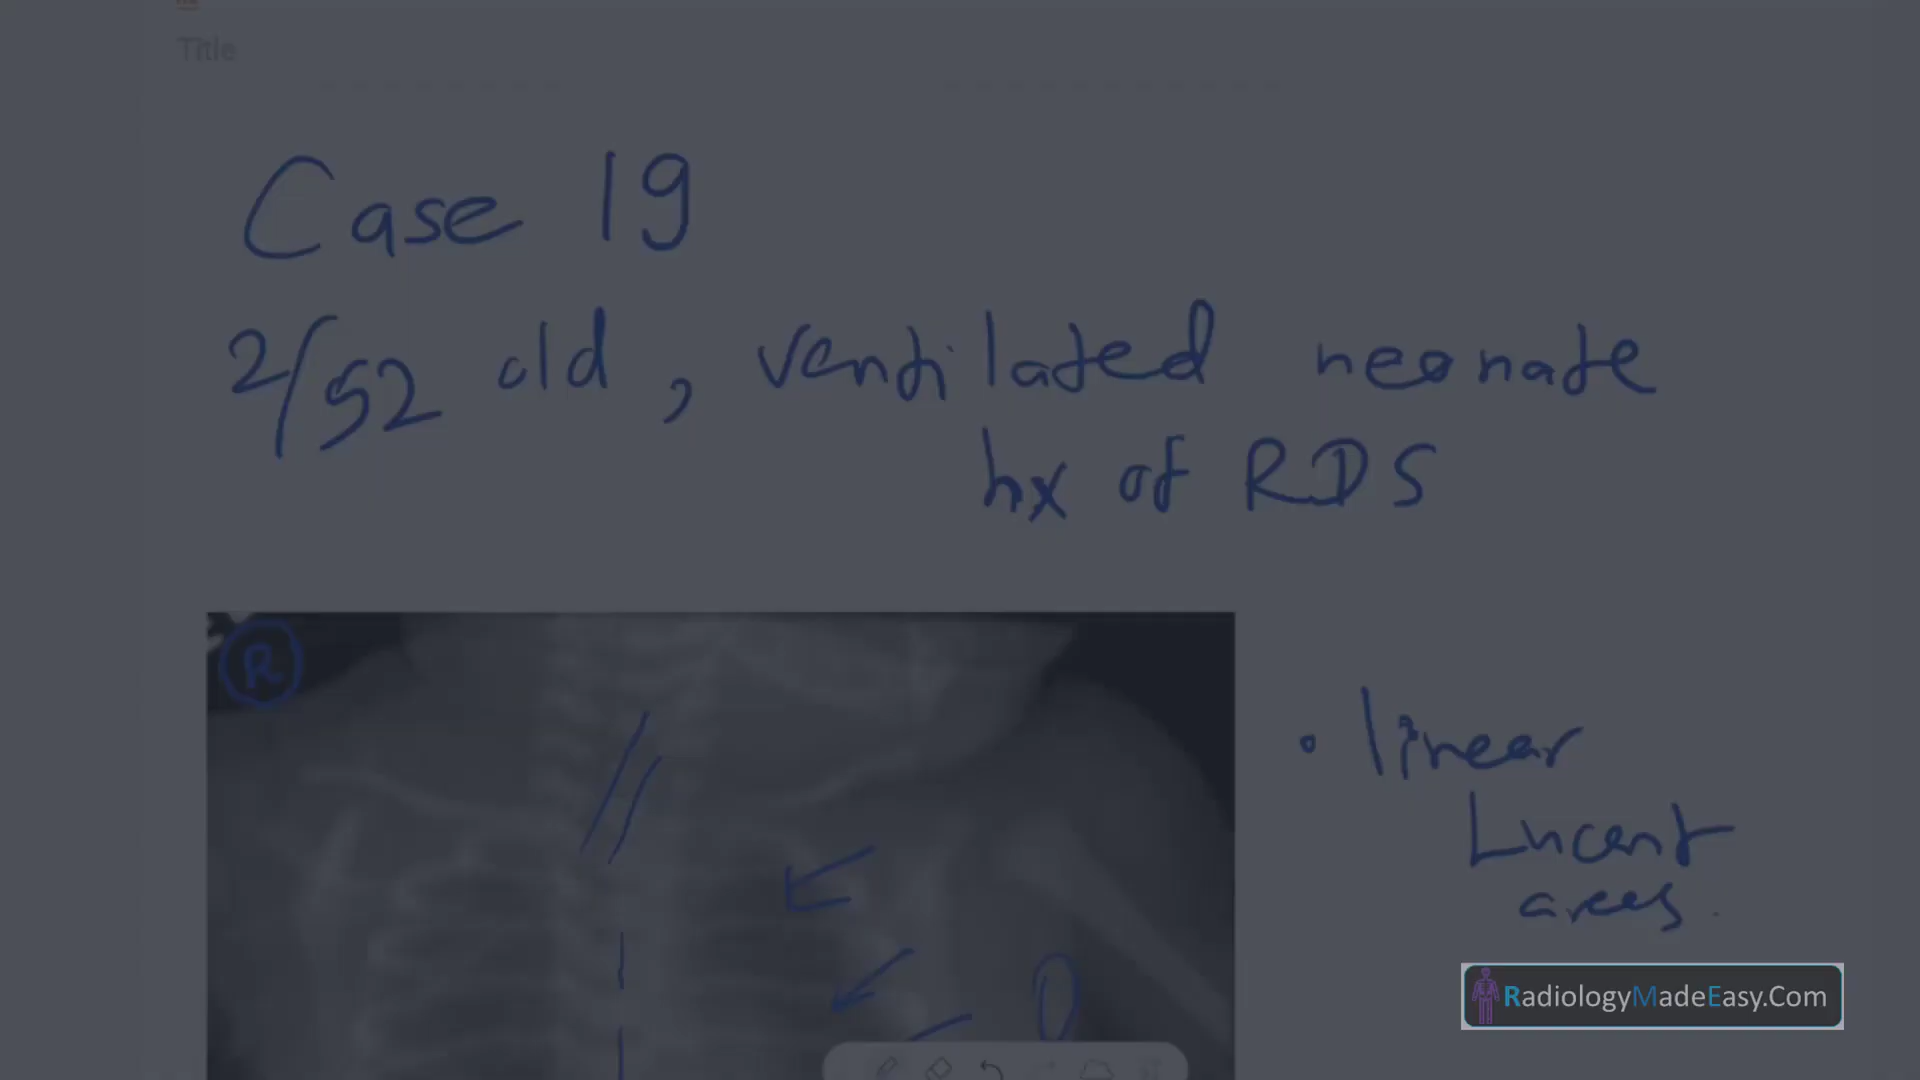 Title
Case 19
2/52 old, ventilated neonate
hx of RDS
R
• linear
Lucent
areas.
RadiologyMadeEasy.Com